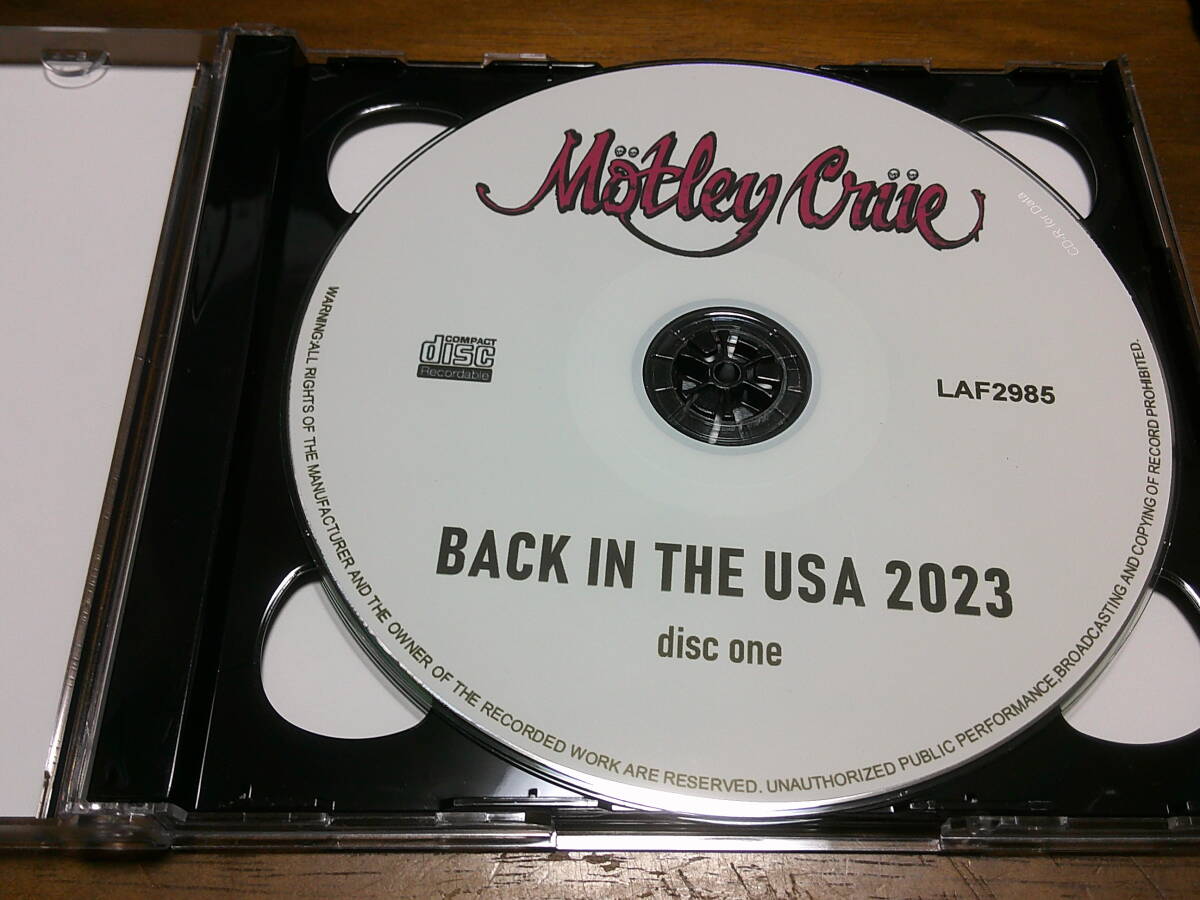 Mötley Crüe
CD-R for Data
COMPACT
disc
Recordable
LAF2985
BACK IN THE USA 2023
disc one
WARNING:ALL RIGHTS OF THE MANUFACTURER AND THE OWNER OF THE RECORDED WORK ARE RESERVED. UNAUTHORIZED PUBLIC PERFORMANCE,BROADCASTING AND COPYING OF RECORD PROHIBITED.